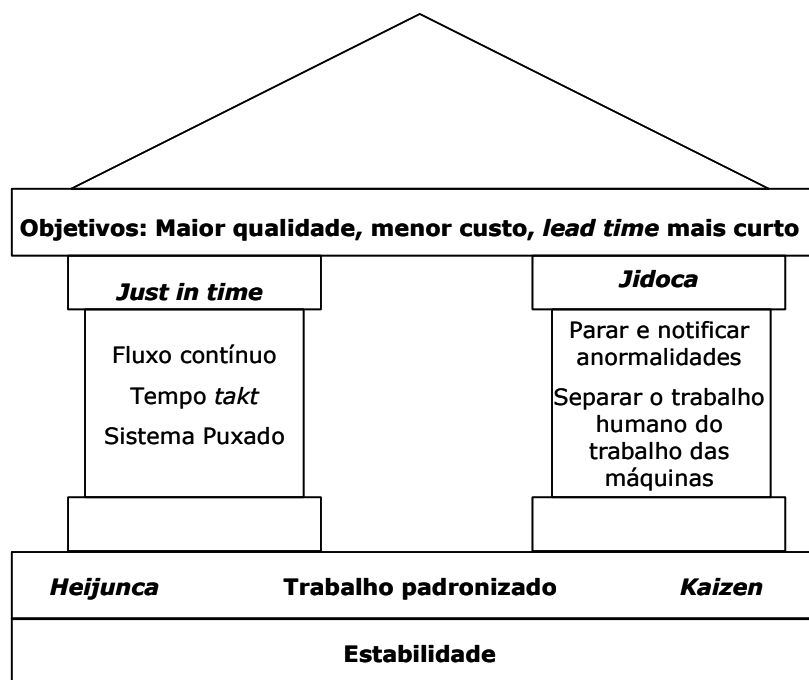 Objetivos: Maior qualidade, menor custo, lead time mais curto
Just in time
Fluxo contínuo
Tempo takt
Sistema Puxado
Jidoca
Parar e notificar
anormalidades
Separar o trabalho
humano do
trabalho das
máquinas
Heijunca Trabalho padronizado Kaizen
Estabilidade